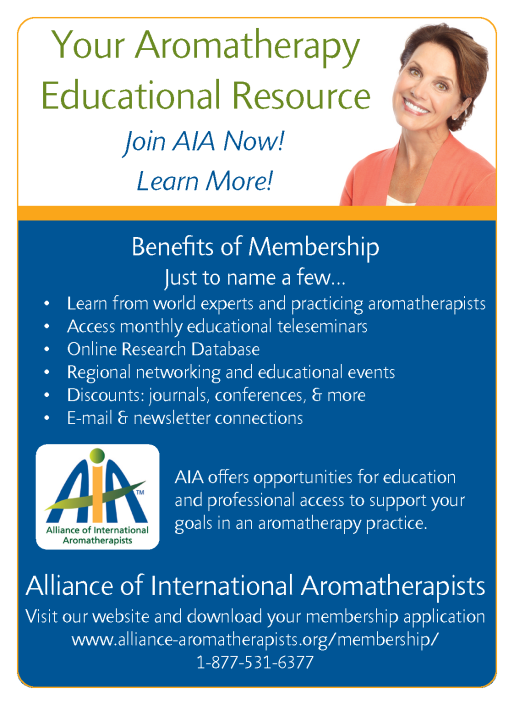 Your Aromatherapy
Educational Resource
Join AIA Now!
Learn More!
Benefits of Membership
Just to name a few...
• Learn from world experts and practicing aromatherapists
• Access monthly educational teleseminars
• Online Research Database
• Regional networking and educational events
• Discounts: journals, conferences, & more
• E-mail & newsletter connections
AIA™
Alliance of International
Aromatherapists
AIA offers opportunities for education
and professional access to support your
goals in an aromatherapy practice.
Alliance of International Aromatherapists
Visit our website and download your membership application
www.alliance-aromatherapists.org/membership/
1-877-531-6377